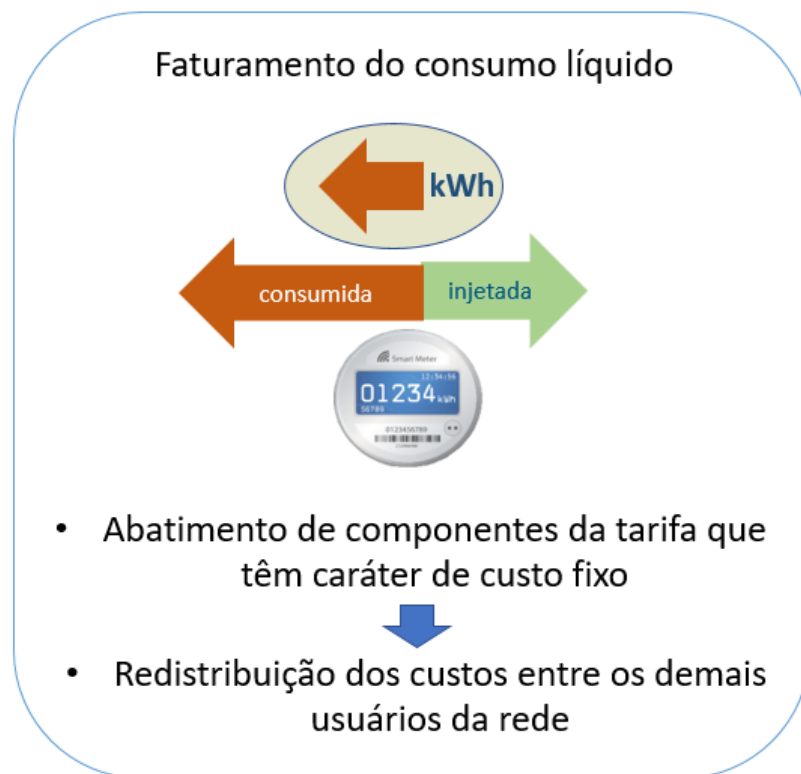 Faturamento do consumo líquido
kWh
consumida
injetada
Smart Meter
12:34:56
01234 kWh
56789
0123456789
• Abatimento de componentes da tarifa que
têm caráter de custo fixo
• Redistribuição dos custos entre os demais
usuários da rede